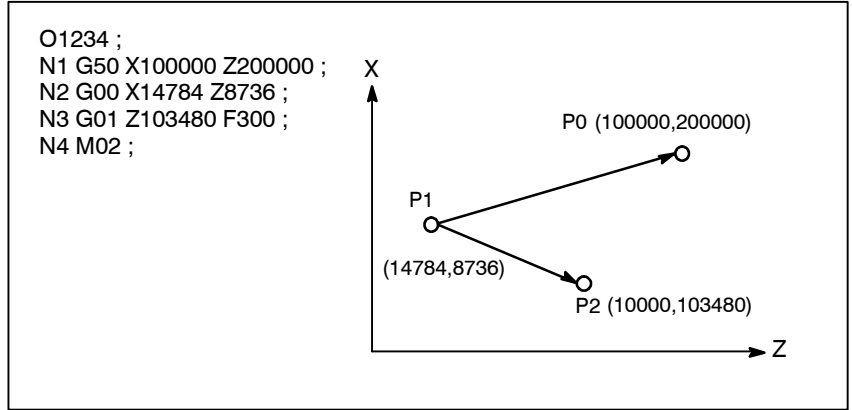 O1234 ;
N1 G50 X100000 Z200000 ;
N2 G00 X14784 Z8736 ;
N3 G01 Z103480 F300 ;
N4 M02 ;
X
P0 (100000,200000)
P1
(14784,8736)
P2 (10000,103480)
Z